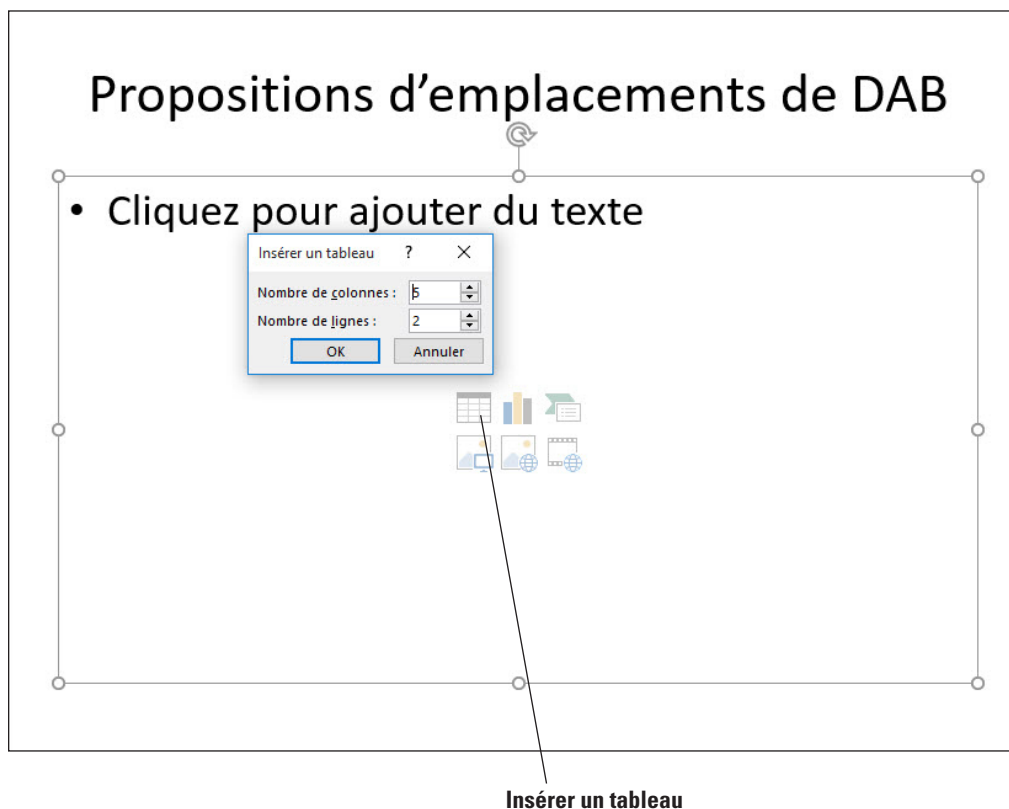 Propositions d’emplacements de DAB
• Cliquez pour ajouter du texte
Insérer un tableau ?
Nombre de colonnes : 5
Nombre de lignes : 2
OK Annuler
Insérer un tableau